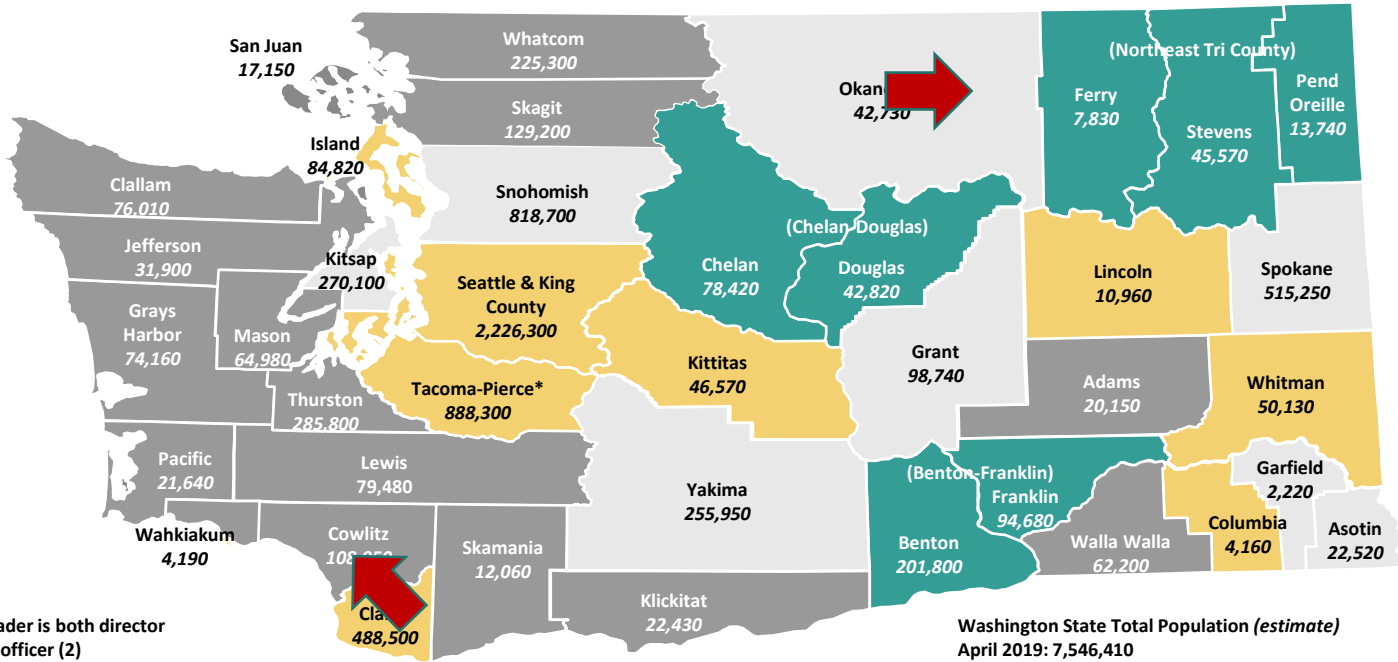 San Juan
17,150
Whatcom
225,300
Skagit
129,200
Island
84,820
Snohomish
818,700
Clallam
76,010
Jefferson
31,900
Kitsap
270,100
Grays
Harbor
74,160
Mason
64,980
Seattle & King
County
2,226,300
Tacoma-Pierce*
888,300
Thurston
285,800
Pacific
21,640
Lewis
79,480
Wahkiakum
4,190
Cowlitz
Skamania
12,060
488,500
Klickitat
22,430
Yakima
255,950
Kittitas
46,570
(Chelan-Douglas)
Chelan
78,420
Douglas
42,820
42,730
(Northeast Tri County)
Ferry
7,830
Stevens
45,570
Pend
Oreille
13,740
Lincoln
10,960
Spokane
515,250
Grant
98,740
Adams
20,150
Whitman
50,130
(Benton-Franklin)
Franklin
94,680
Benton
201,800
Walla Walla
62,200
Columbia
4,160
Garfield
2,220
Asotin
22,520
is both director
officer (2)
Washington State Total Population (estimate)
April 2019: 7,546,410